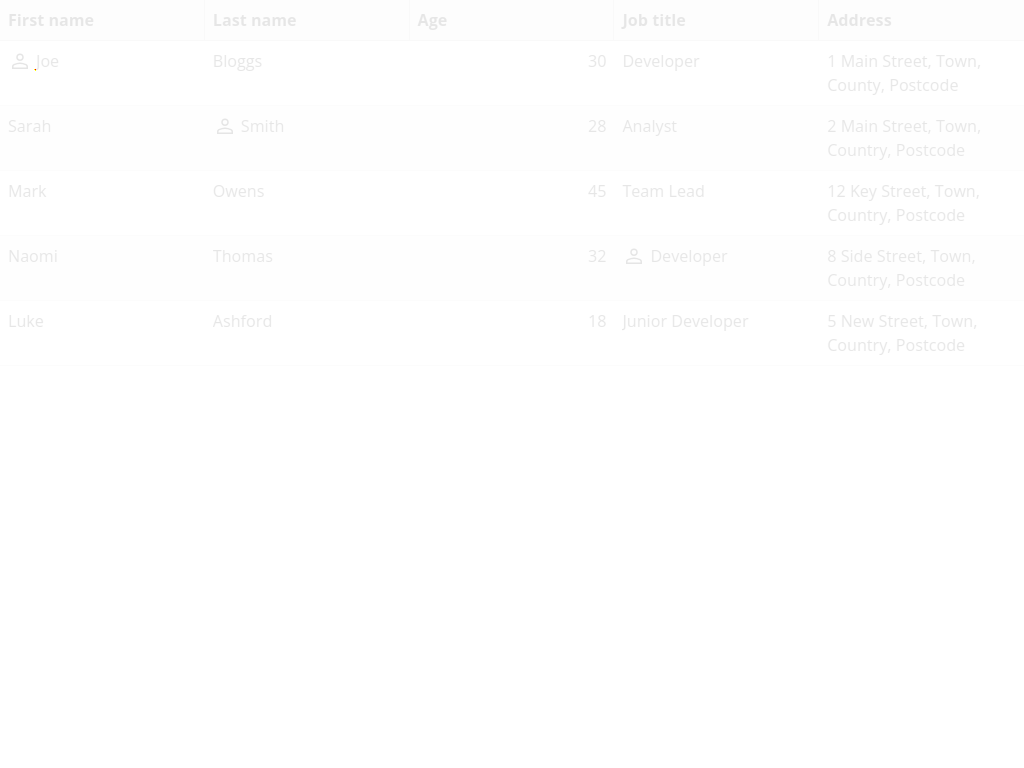 First name Last name Age Job title Address
Joe Bloggs 30 Developer 1 Main Street, Town,
County, Postcode
Sarah Smith 28 Analyst 2 Main Street, Town,
Country, Postcode
Mark Owens 45 Team Lead 12 Key Street, Town,
Country, Postcode
Naomi Thomas 32 Developer 8 Side Street, Town,
Country, Postcode
Luke Ashford 18 Junior Developer 5 New Street, Town,
Country, Postcode